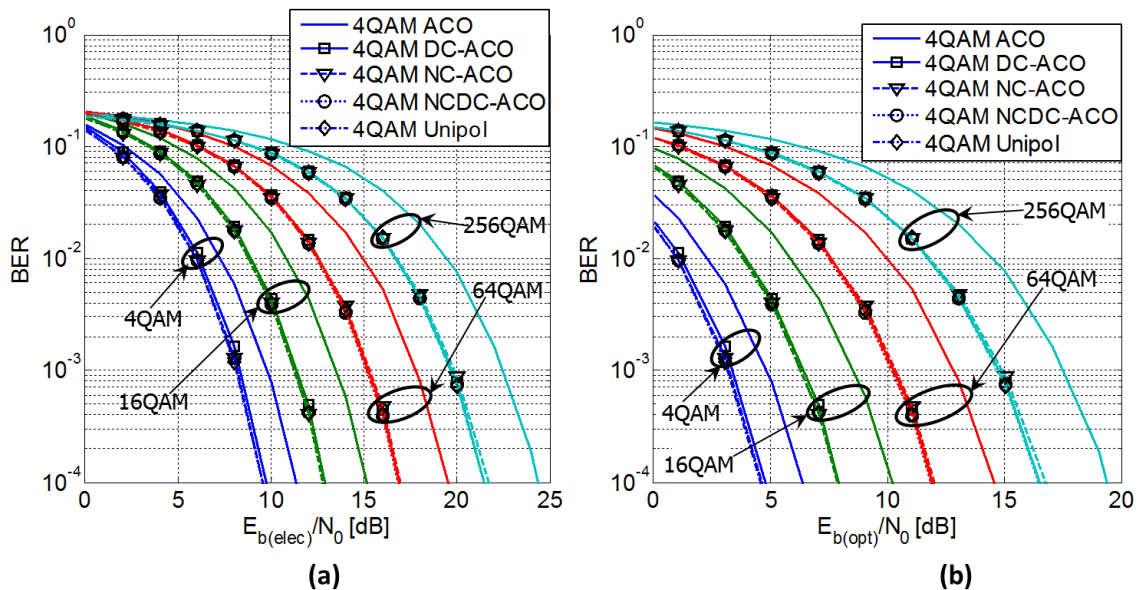 4QAM ACO
4QAM DC-ACO
4QAM NC-ACO
4QAM NCDC-ACO
4QAM Unipol
10^0
10^-1
10^-2
10^-3
10^-4
BER
256QAM
64QAM
4QAM
16QAM
0 5 10 15 20 25
E_b(elec)/N_0 [dB]
(a)
4QAM ACO
4QAM DC-ACO
4QAM NC-ACO
4QAM NCDC-ACO
4QAM Unipol
10^0
10^-1
10^-2
10^-3
10^-4
BER
256QAM
64QAM
4QAM
16QAM
0 5 10 15 20
E_b(opt)/N_0 [dB]
(b)